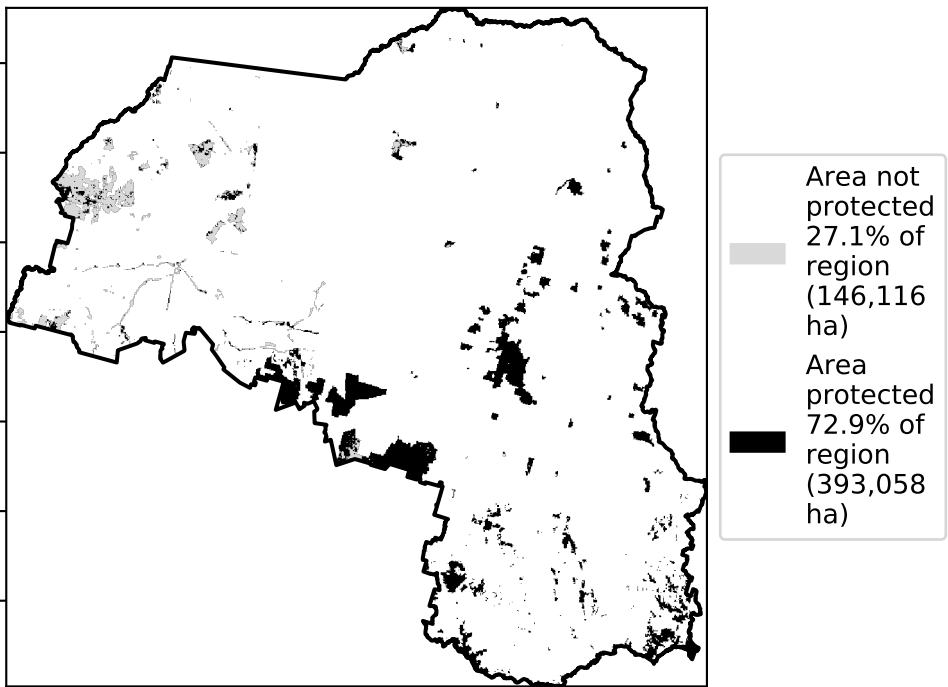 Area not
protected
27.1% of
region
(146,116
ha)
Area
protected
72.9% of
region
(393,058
ha)